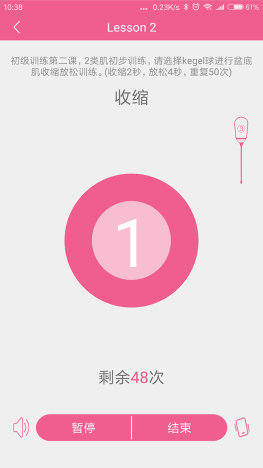 10:38
... 0.23K/s 61%
Lesson 2
初级训练第二课，2类肌初步训练，请选择kegel球进行盆底
肌收缩放松训练。(收缩2秒，放松4秒，重复50次)
收缩
③
1
剩余48次
暂停 结束